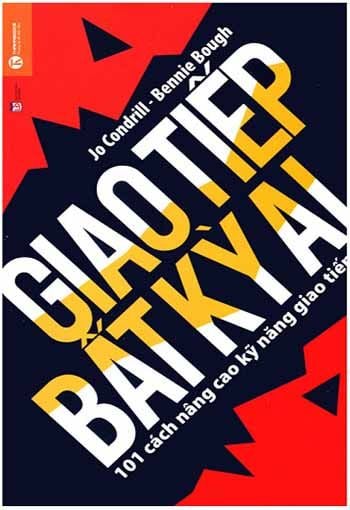 Jo Condrill - Bennie Bough
GIAO TIẾP
BẤT KỲ AI
101 cách nâng cao kỹ năng giao tiếp